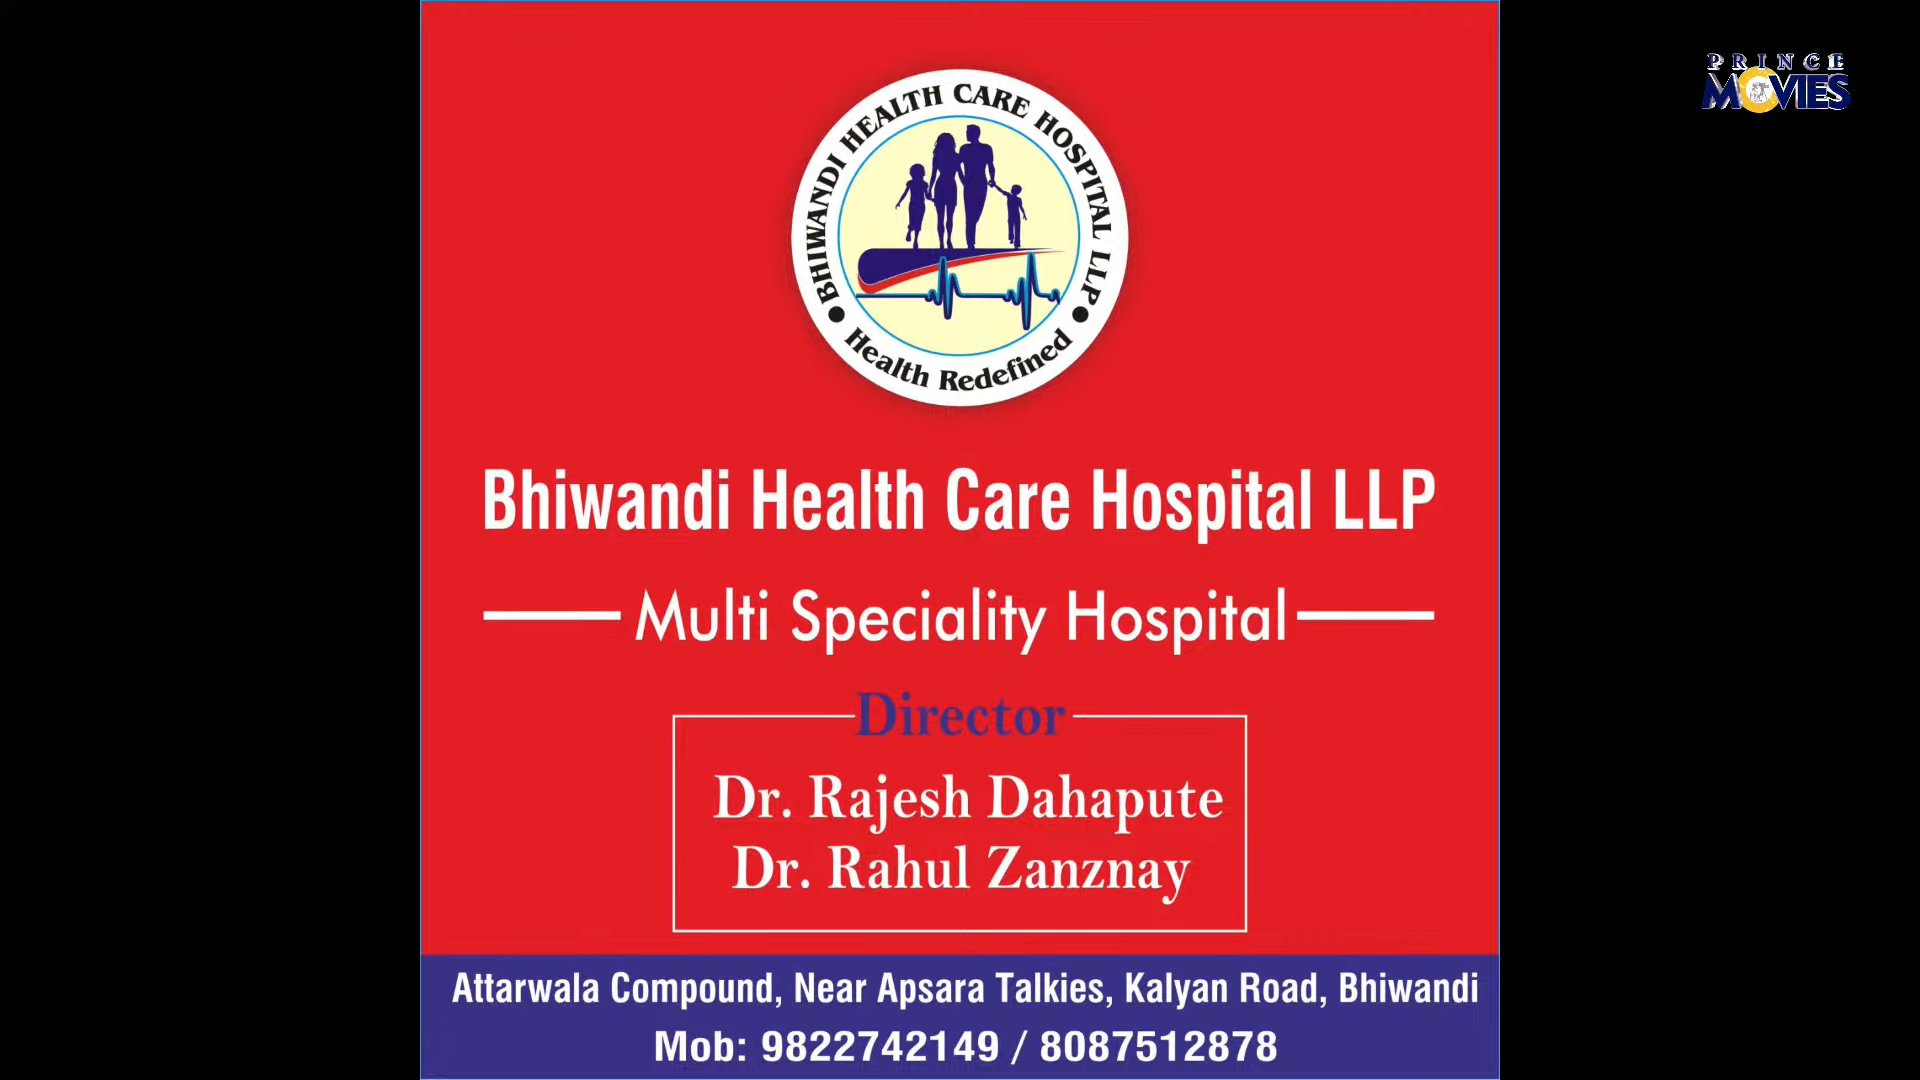 PRINCE
MOVIES
BHIWANDI HEALTH CARE HOSPITAL LLP
Health Redefined
Bhiwandi Health Care Hospital LLP
Multi Speciality Hospital
Director
Dr. Rajesh Dahapute
Dr. Rahul Zanznay
Attarwala Compound, Near Apsara Talkies, Kalyan Road, Bhiwandi
Mob: 9822742149 / 8087512878